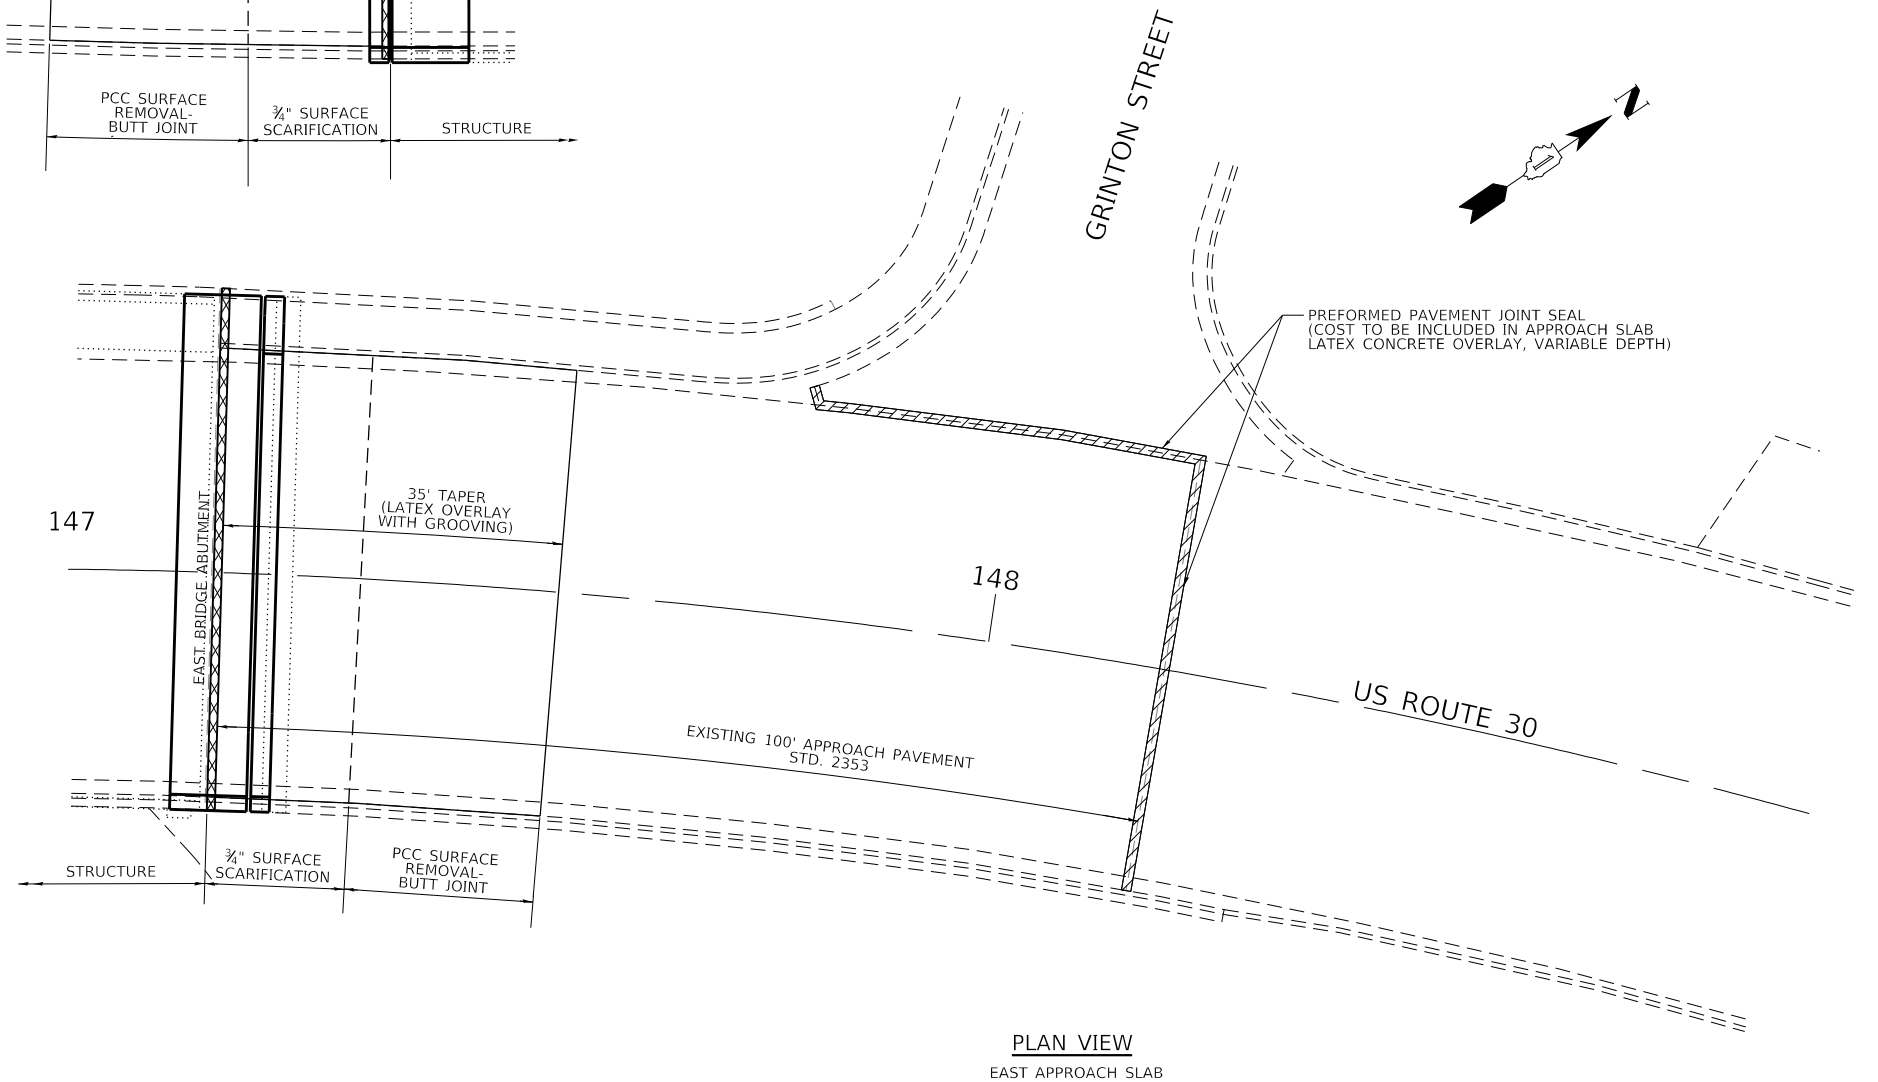 PCC SURFACE
REMOVAL-
BUTT JOINT
¾" SURFACE
SCARIFICATION
STRUCTURE
GRINTON STREET
N
PREFORMED PAVEMENT JOINT SEAL
(COST TO BE INCLUDED IN APPROACH SLAB
LATEX CONCRETE OVERLAY, VARIABLE DEPTH)
147
EAST BRIDGE ABUTMENT
35' TAPER
(LATEX OVERLAY
WITH GROOVING)
148
US ROUTE 30
EXISTING 100' APPROACH PAVEMENT
STD. 2353
STRUCTURE
¾" SURFACE
SCARIFICATION
PCC SURFACE
REMOVAL-
BUTT JOINT
PLAN VIEW
EAST APPROACH SLAB